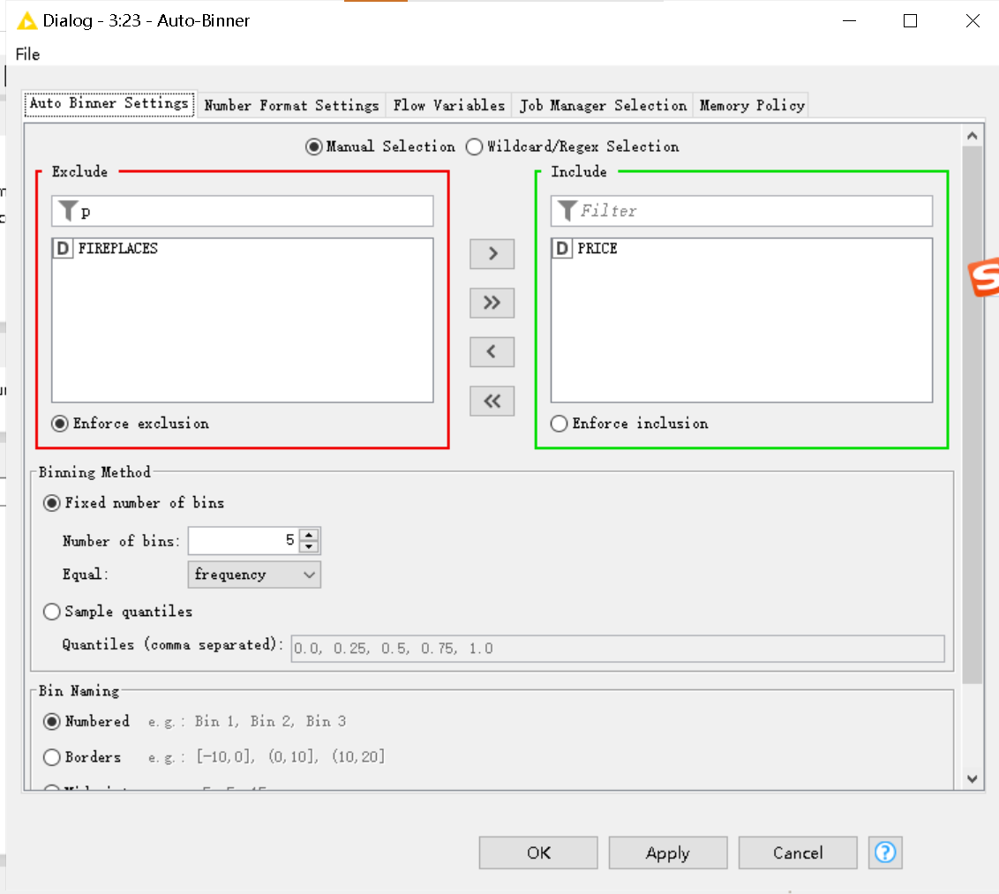 Dialog - 3:23 - Auto-Binner
File
Auto Binner Settings Number Format Settings Flow Variables Job Manager Selection Memory Policy
Manual Selection Wildcard/Regex Selection
Exclude Include
p Filter
D FIREPLACES D PRICE
>
>>
<
<<
Enforce exclusion Enforce inclusion
Binning Method
Fixed number of bins
Number of bins: 5
Equal: frequency
Sample quantiles
Quantiles (comma separated): 0.0, 0.25, 0.5, 0.75, 1.0
Bin Naming
Numbered e.g.: Bin 1, Bin 2, Bin 3
Borders e.g.: [-10,0], (0,10], (10,20]
OK Apply Cancel ?